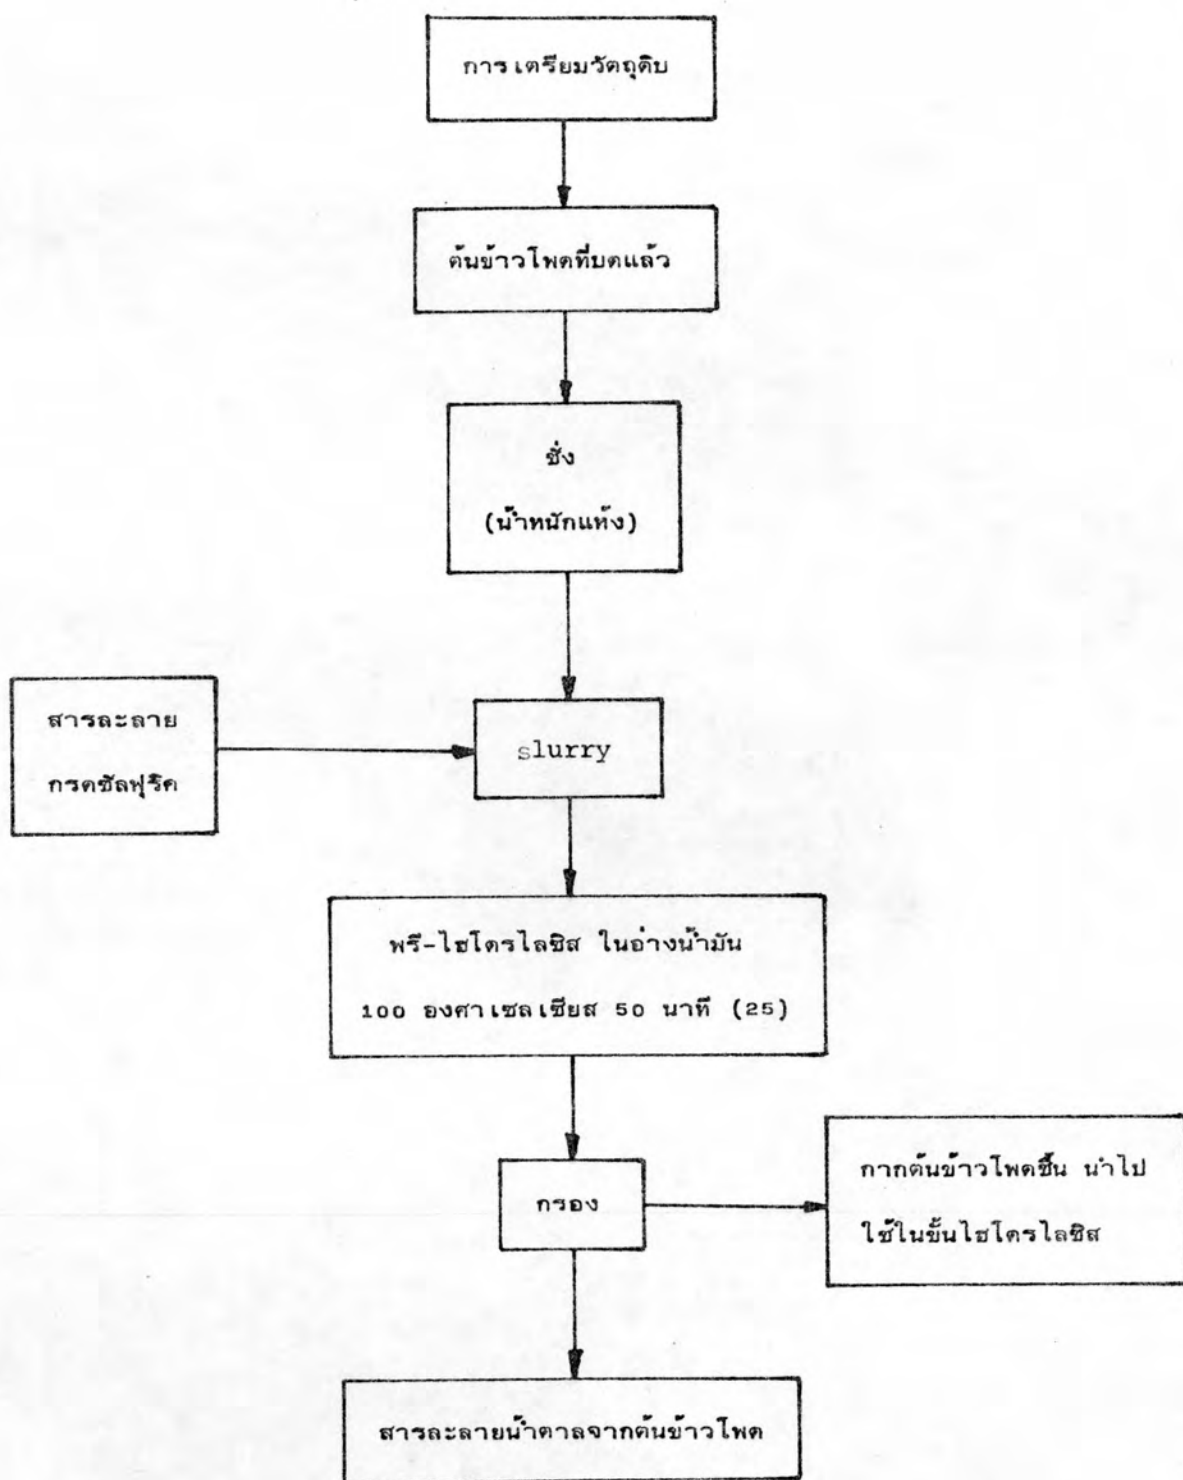 การเตรียมวัตถุดิบ
ต้นข้าวโพดที่บดแล้ว
ชั่ง
(น้ำหนักแห้ง)
สารละลาย
กรดซัลฟุริค
slurry
พรี-ไฮโดรไลซิส ในอ่างน้ำมัน
100 องศาเซลเซียส 50 นาที (25)
กรอง
กากต้นข้าวโพดชื้น นำไป
ใช้ในขั้นไฮโดรไลซิส
สารละลายน้ำตาลจากต้นข้าวโพด